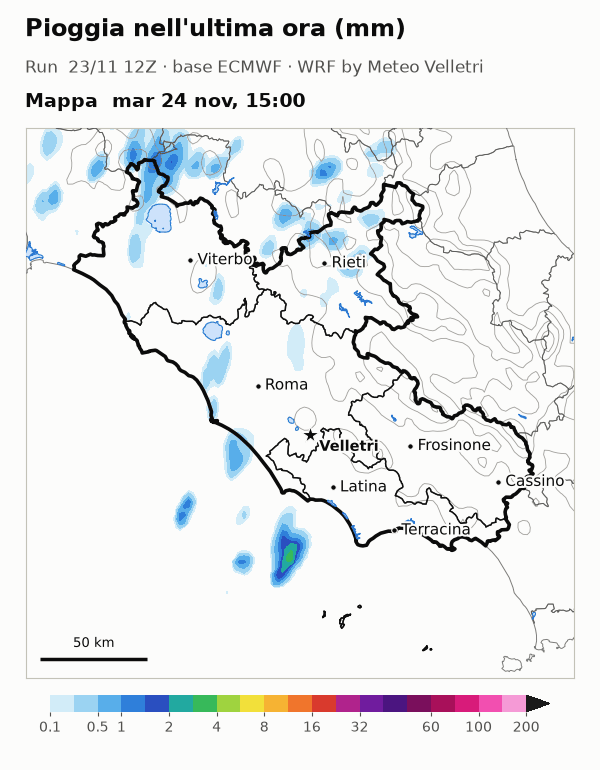 Pioggia nell'ultima ora (mm)
Run  23/11 12Z · base ECMWF · WRF by Meteo Velletri
Mappa  mar 24 nov, 15:00
Viterbo
Rieti
Roma
Velletri
Frosinone
Cassino
Latina
Terracina
50 km
0.1 0.5 1 2 4 8 16 32 60 100 200